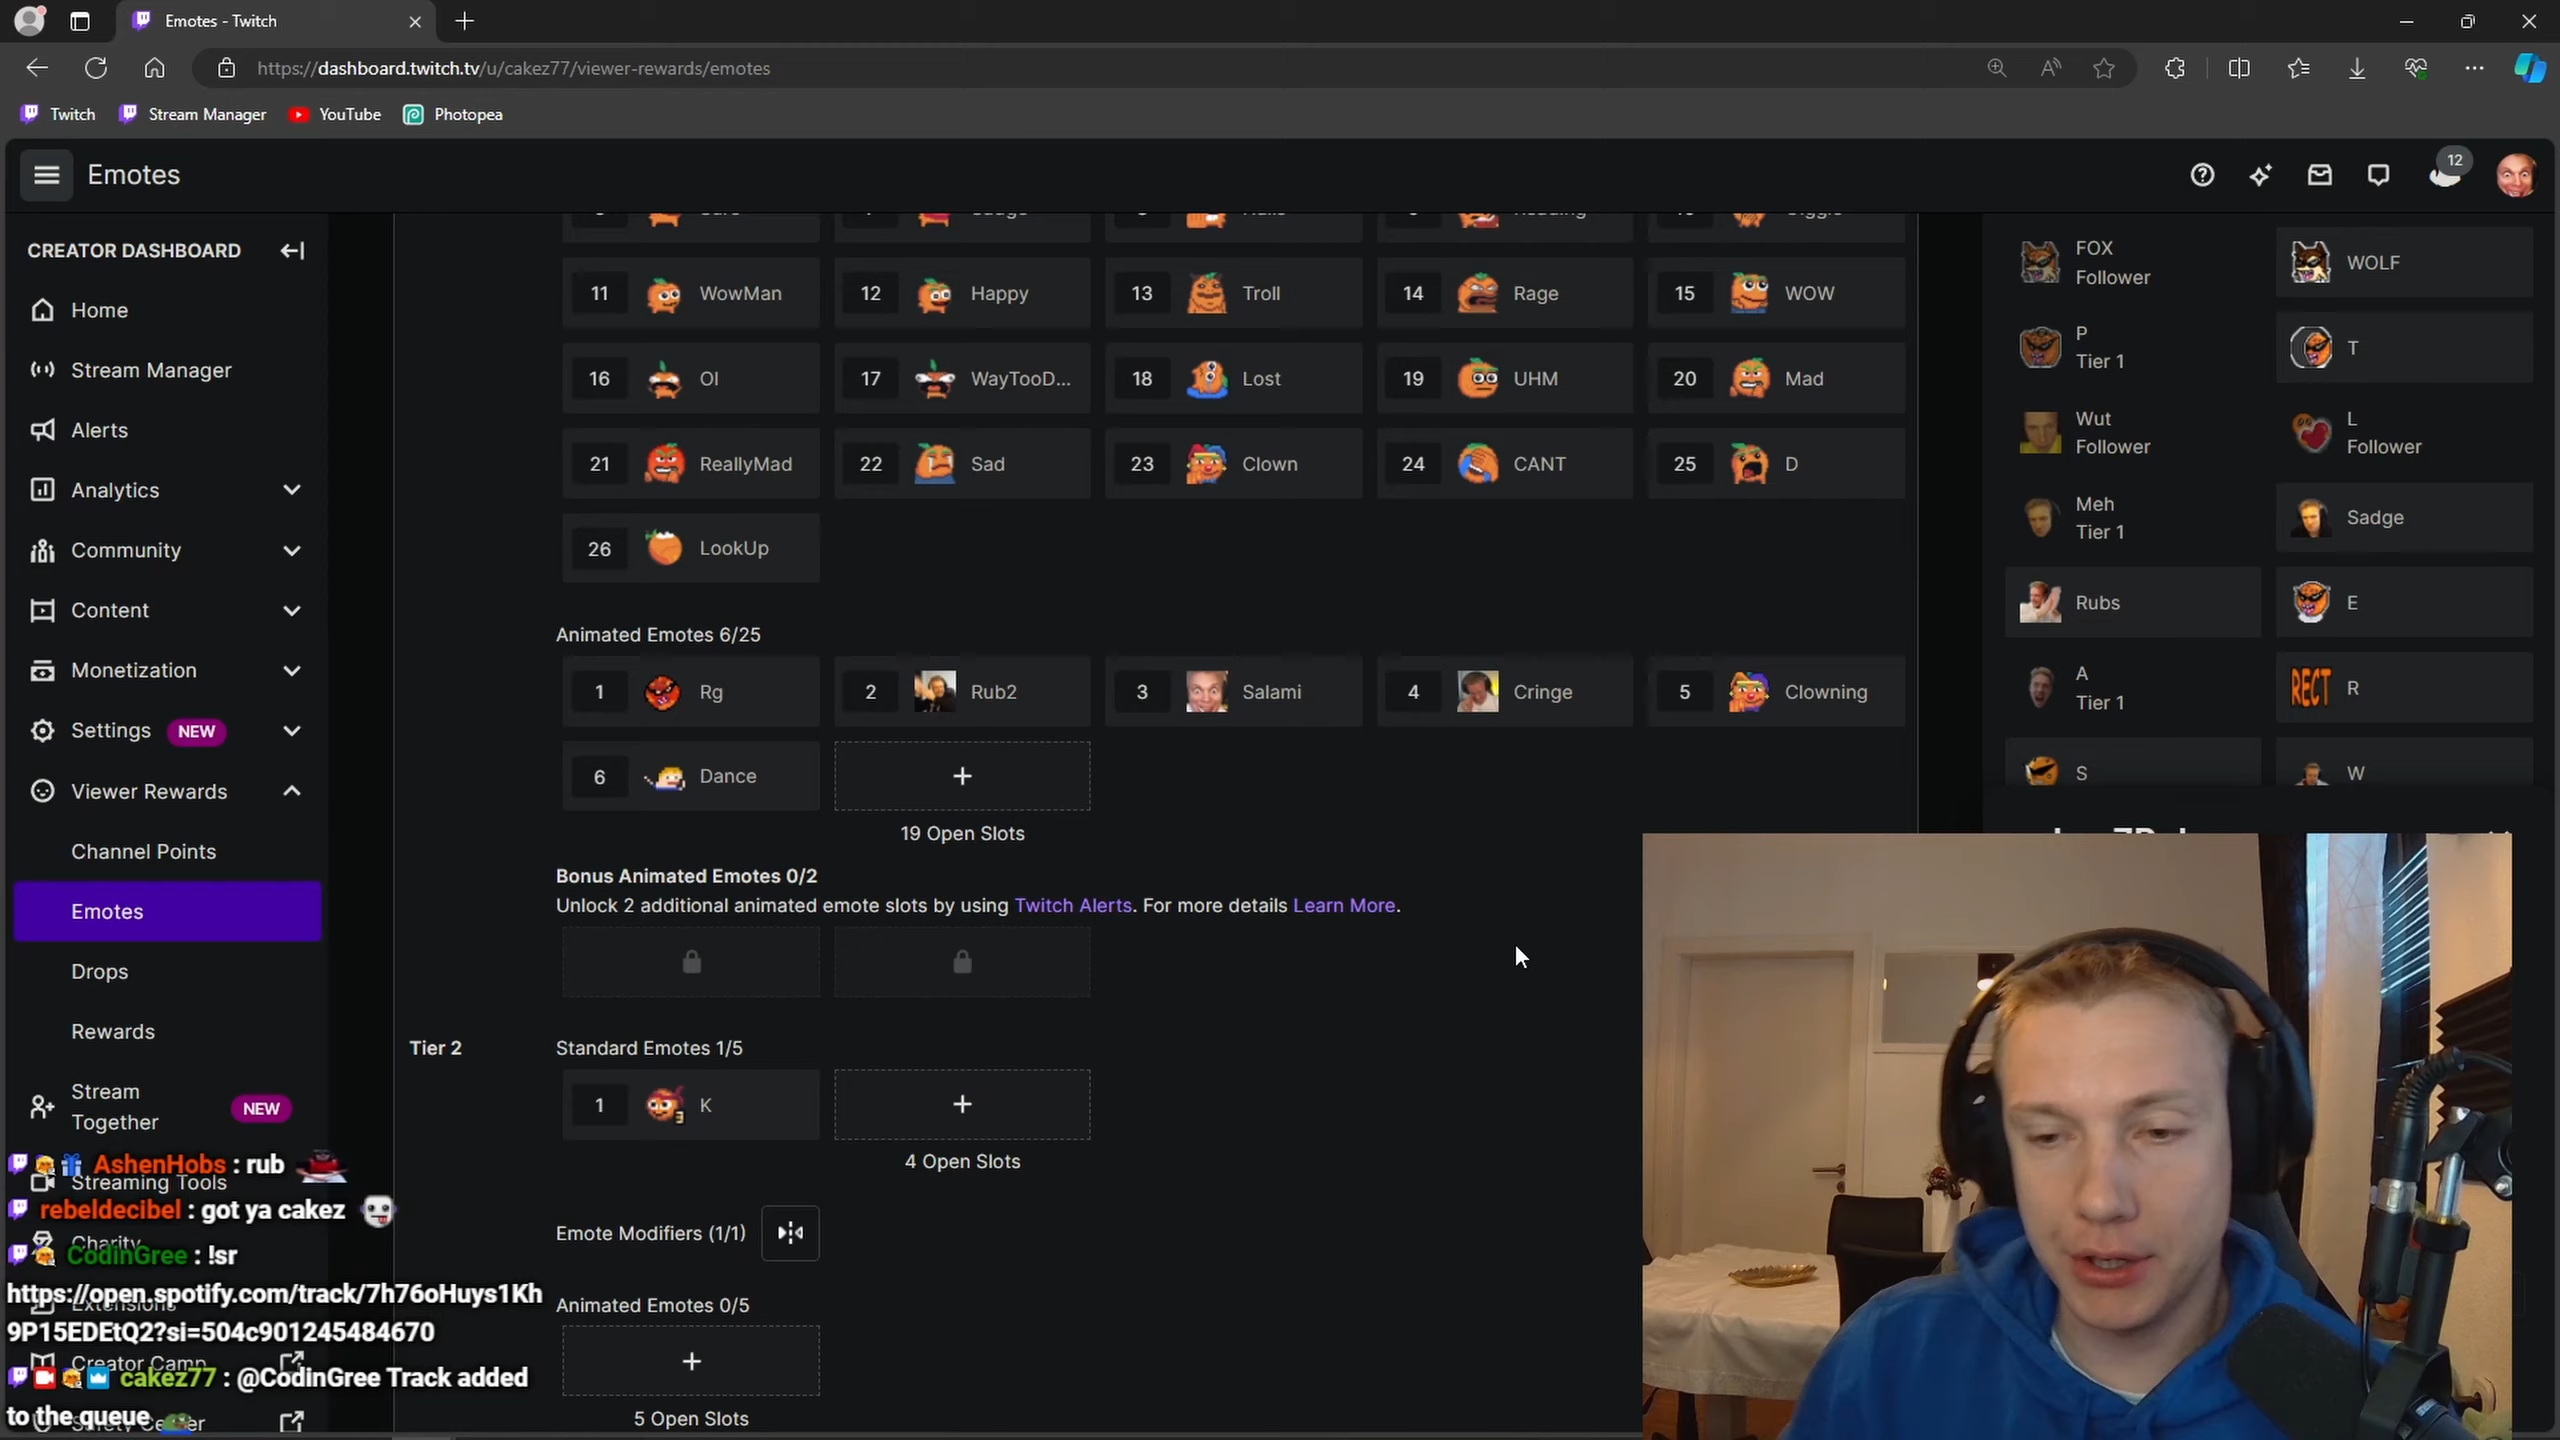 Emotes - Twitch
https://dashboard.twitch.tv/u/cakez77/viewer-rewards/emotes
Twitch
Stream Manager
YouTube
Photopea
Emotes
12
CREATOR DASHBOARD
Home
Stream Manager
Alerts
Analytics
Community
Content
Monetization
Settings NEW
Viewer Rewards
Channel Points
Emotes
Drops
Rewards
Stream Together NEW
Streaming Tools
Charity
Extensions
Creator Camp
11 WowMan
12 Happy
13 Troll
14 Rage
15 WOW
16 OI
17 WayTooD...
18 Lost
19 UHM
20 Mad
21 ReallyMad
22 Sad
23 Clown
24 CANT
25 D
26 LookUp
Animated Emotes 6/25
1 Rg
2 Rub2
3 Salami
4 Cringe
5 Clowning
6 Dance
+
19 Open Slots
Bonus Animated Emotes 0/2
Unlock 2 additional animated emote slots by using Twitch Alerts. For more details Learn More.
Tier 2
Standard Emotes 1/5
1 K
+
4 Open Slots
Emote Modifiers (1/1)
Animated Emotes 0/5
+
5 Open Slots
FOX
Follower
WOLF
P
Tier 1
T
Wut
Follower
L
Follower
Meh
Tier 1
Sadge
Rubs
E
A
Tier 1
RECT R
S
W
AshenHobs : rub
rebeldecibel : got ya cakez
CodinGree : !sr
https://open.spotify.com/track/7h76oHuys1Kh
9P15EDEtQ2?si=504c901245484670
cakez77 : @CodinGree Track added
to the queue